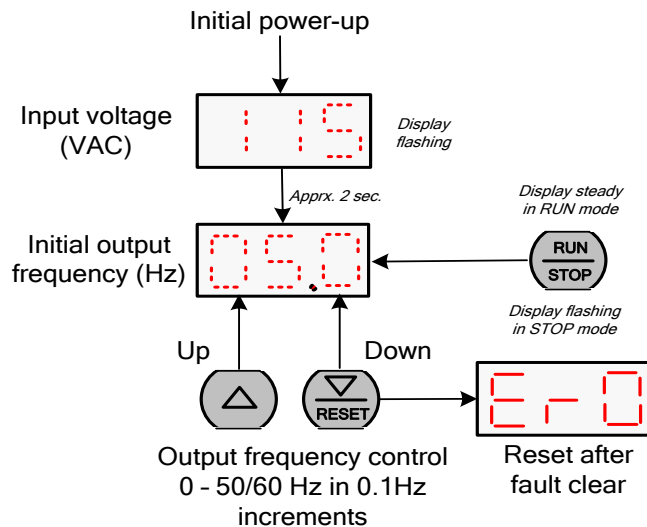 Initial power-up
Input voltage
(VAC)
115
Display
flashing
Apprx. 2 sec.
Initial output
frequency (Hz)
05.0
Display steady
in RUN mode
RUN
STOP
Display flashing
in STOP mode
Up
Down
RESET
Er0
Output frequency control
0 - 50/60 Hz in 0.1Hz
increments
Reset after
fault clear